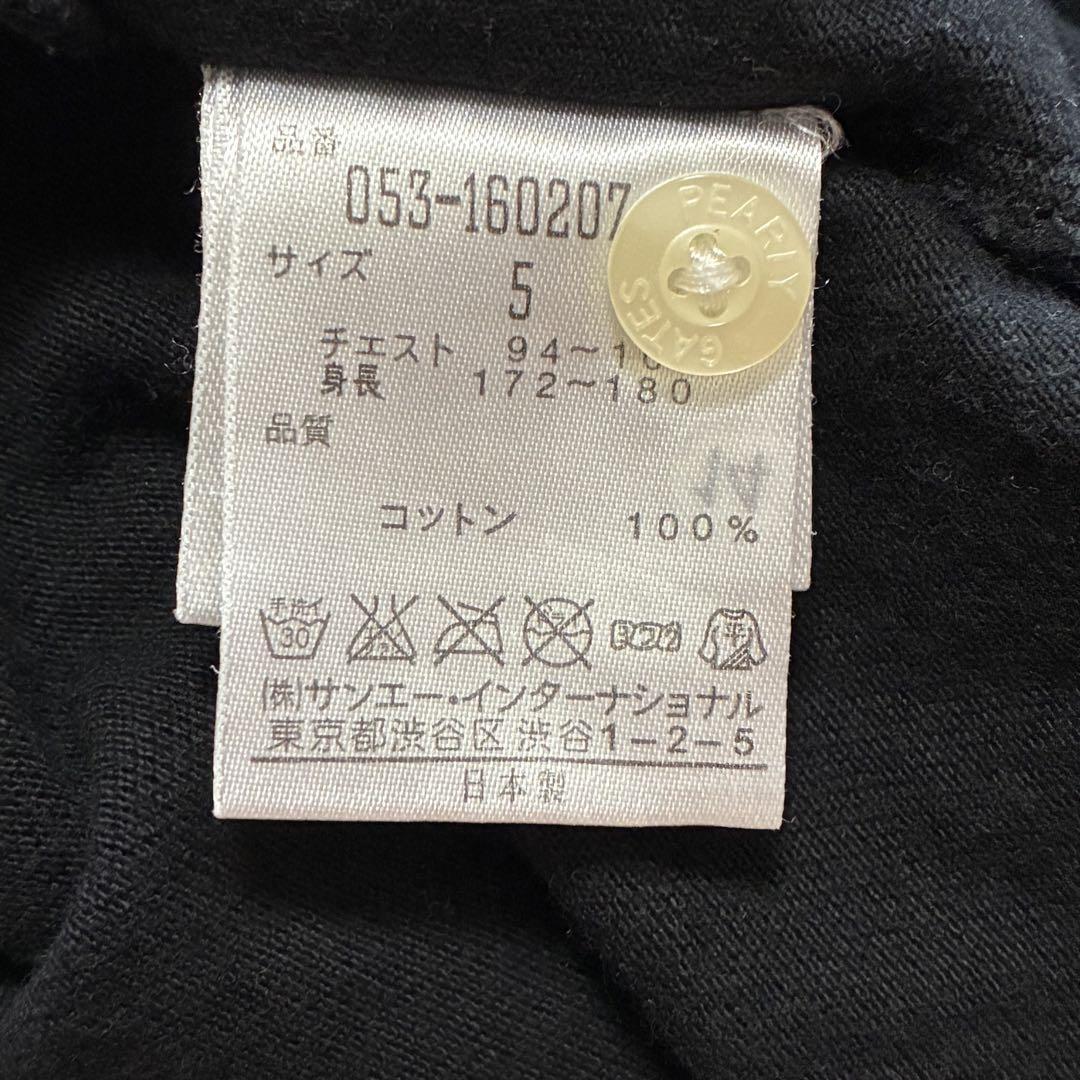 品番
053-160207
PEARLY GATES
サイズ
5
チェスト 94~10
身長 172~180
品質
コットン 100%
手洗イ
30
平
(株)サンエー・インターナショナル
東京都渋谷区渋谷1-2-5
日本製